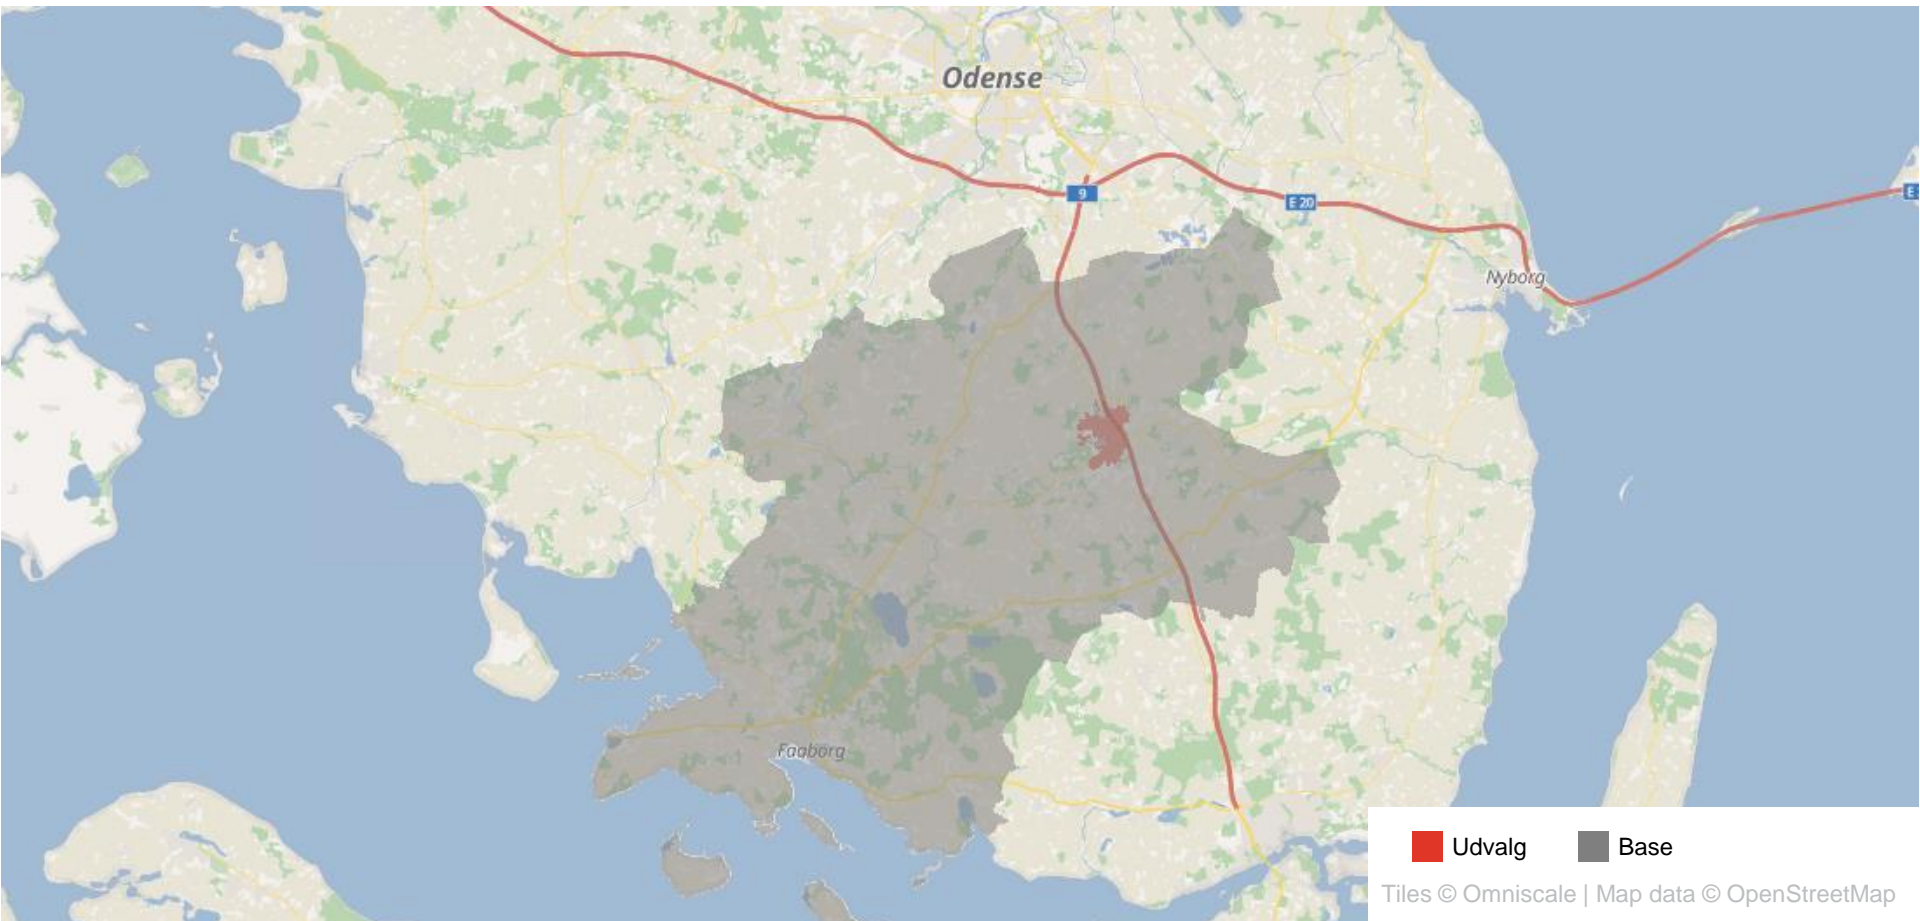 Odense
9
E 20
E
Nyborg
Faaborg
Udvalg
Base
Tiles © Omniscale | Map data © OpenStreetMap